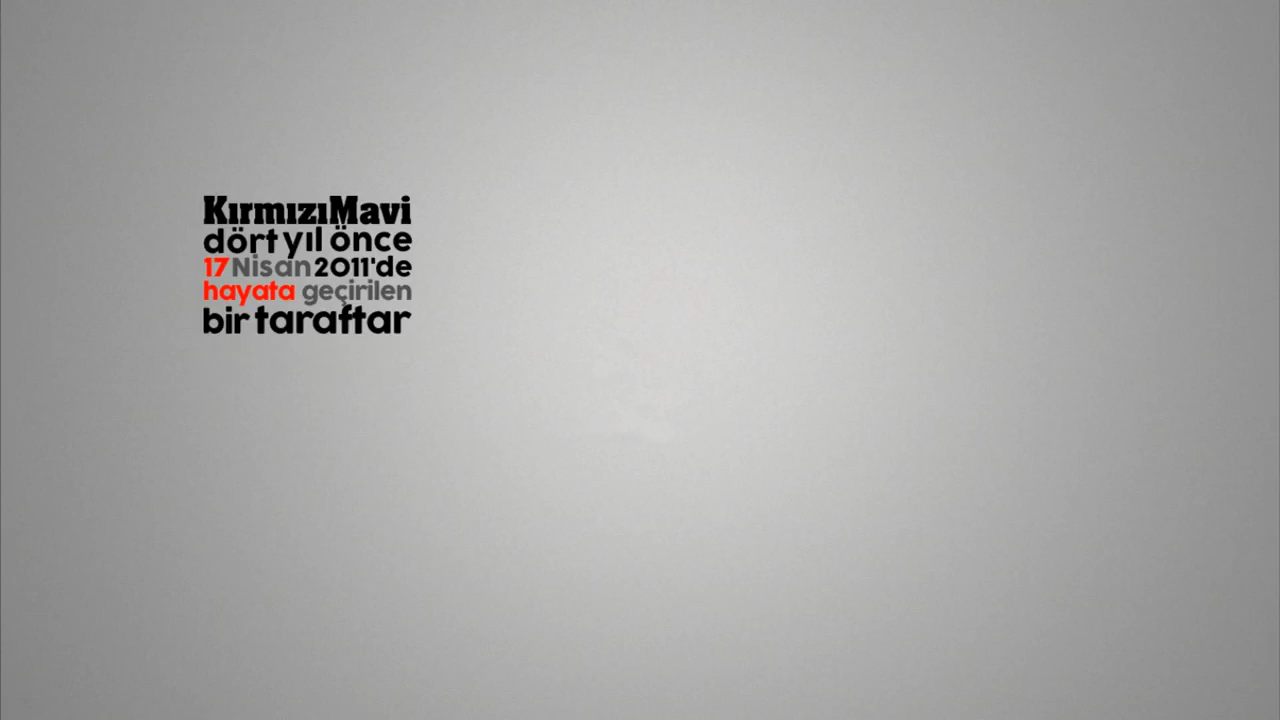 KırmızıMavi
dört yıl önce
17 Nisan 2011'de
hayata geçirilen
bir taraftar